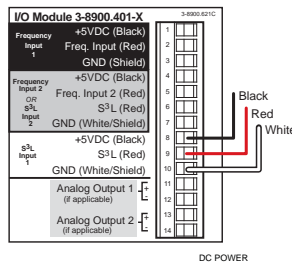 I/O Module 3-8900.401-X
3-8900.621C
Frequency Input 1
+5VDC (Black)
1
Freq. Input (Red)
2
GND (Shield)
3
Frequency Input 2 OR S³L Input 2
+5VDC (Black)
4
Freq. Input 2 (Red)
5
S³L (Red)
6
GND (White/Shield)
7
S³L Input 1
+5VDC (Black)
8
S³L (Red)
9
GND (White/Shield)
10
Analog Output 1 + -
(if applicable)
11
12
Analog Output 2 + -
(if applicable)
13
14
Black
Red
White
DC POWER